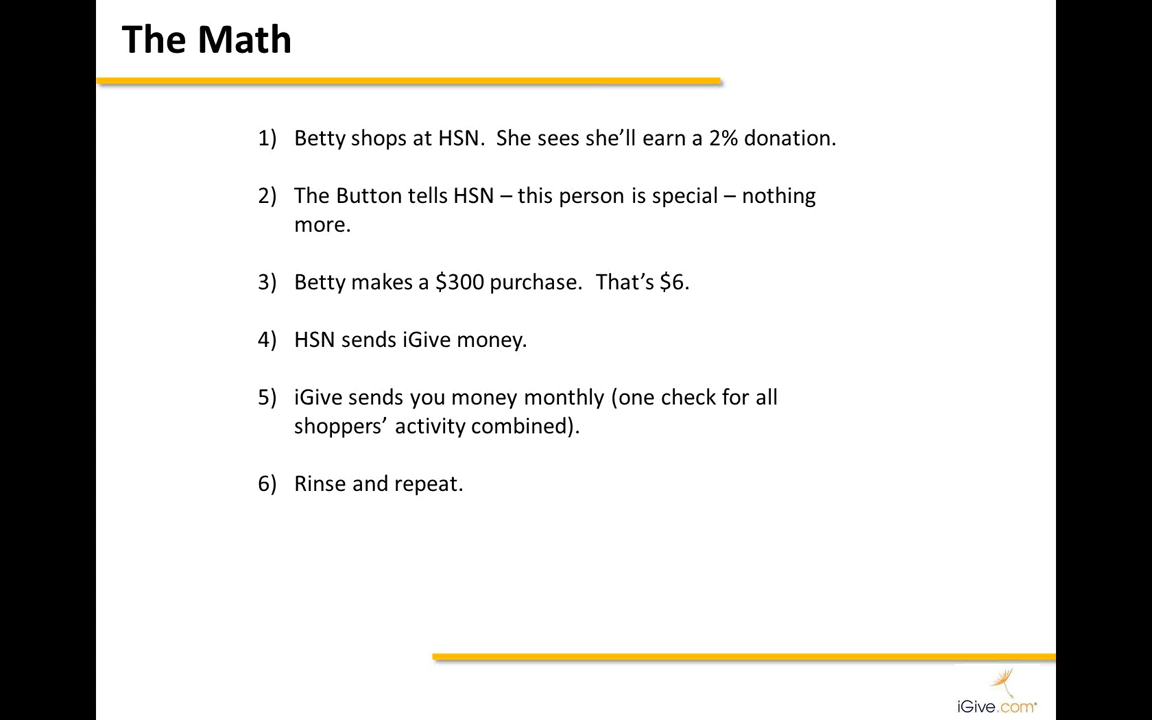 The Math
1) Betty shops at HSN.  She sees she’ll earn a 2% donation.
2) The Button tells HSN – this person is special – nothing
more.
3) Betty makes a $300 purchase.  That’s $6.
4) HSN sends iGive money.
5) iGive sends you money monthly (one check for all
shoppers’ activity combined).
6) Rinse and repeat.
iGive.com